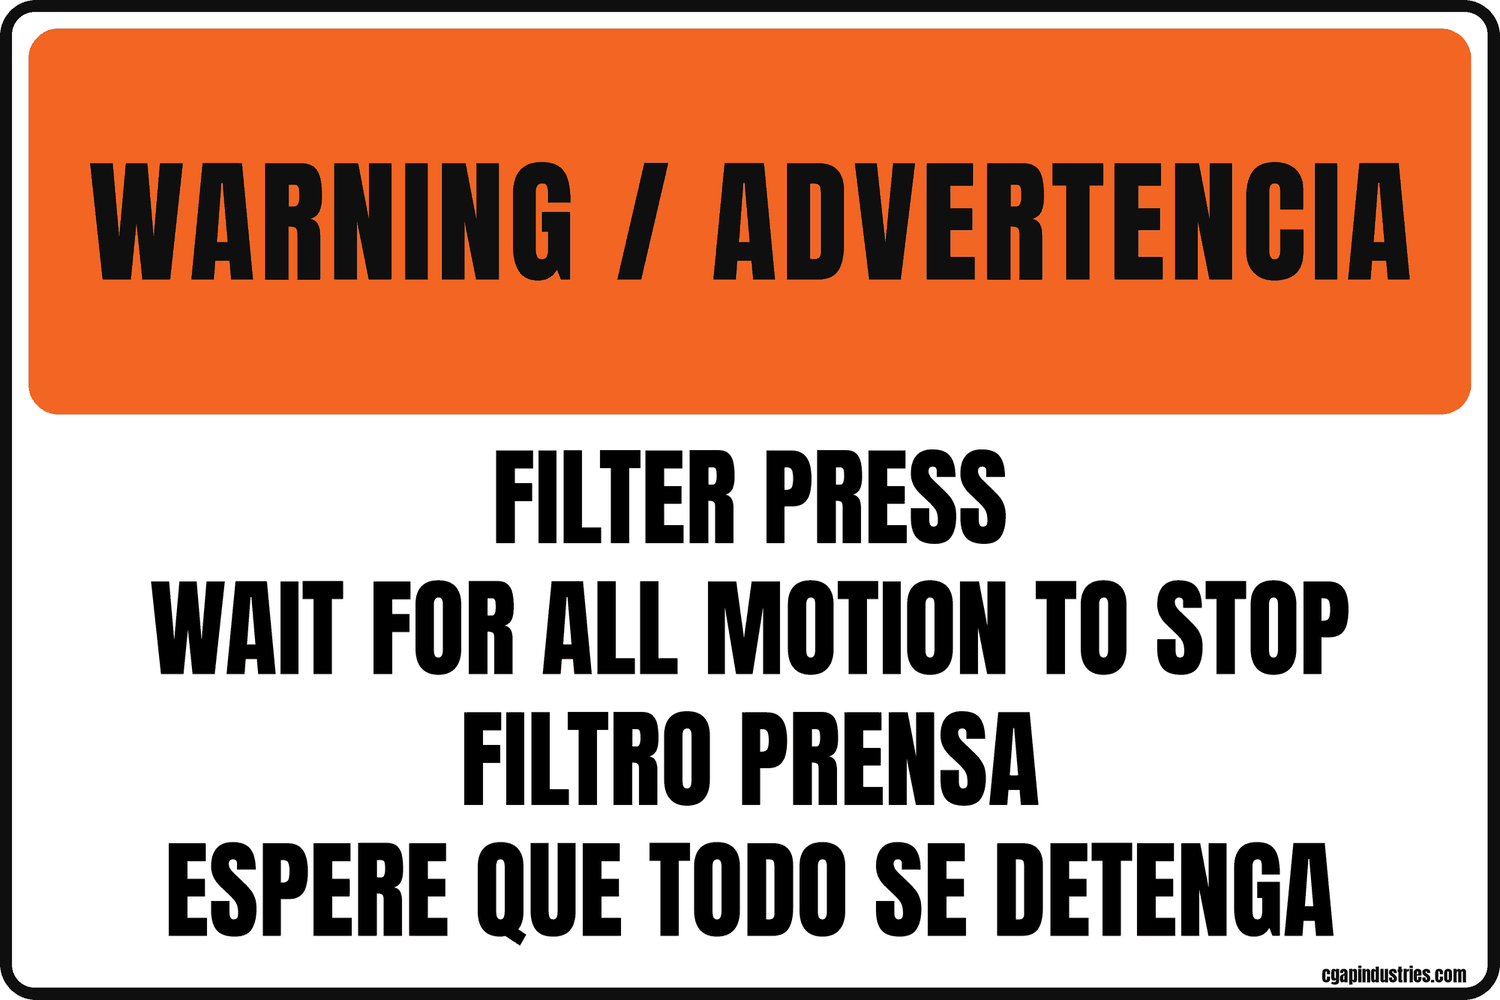 WARNING / ADVERTENCIA
FILTER PRESS
WAIT FOR ALL MOTION TO STOP
FILTRO PRENSA
ESPERE QUE TODO SE DETENGA
cgapindustries.com